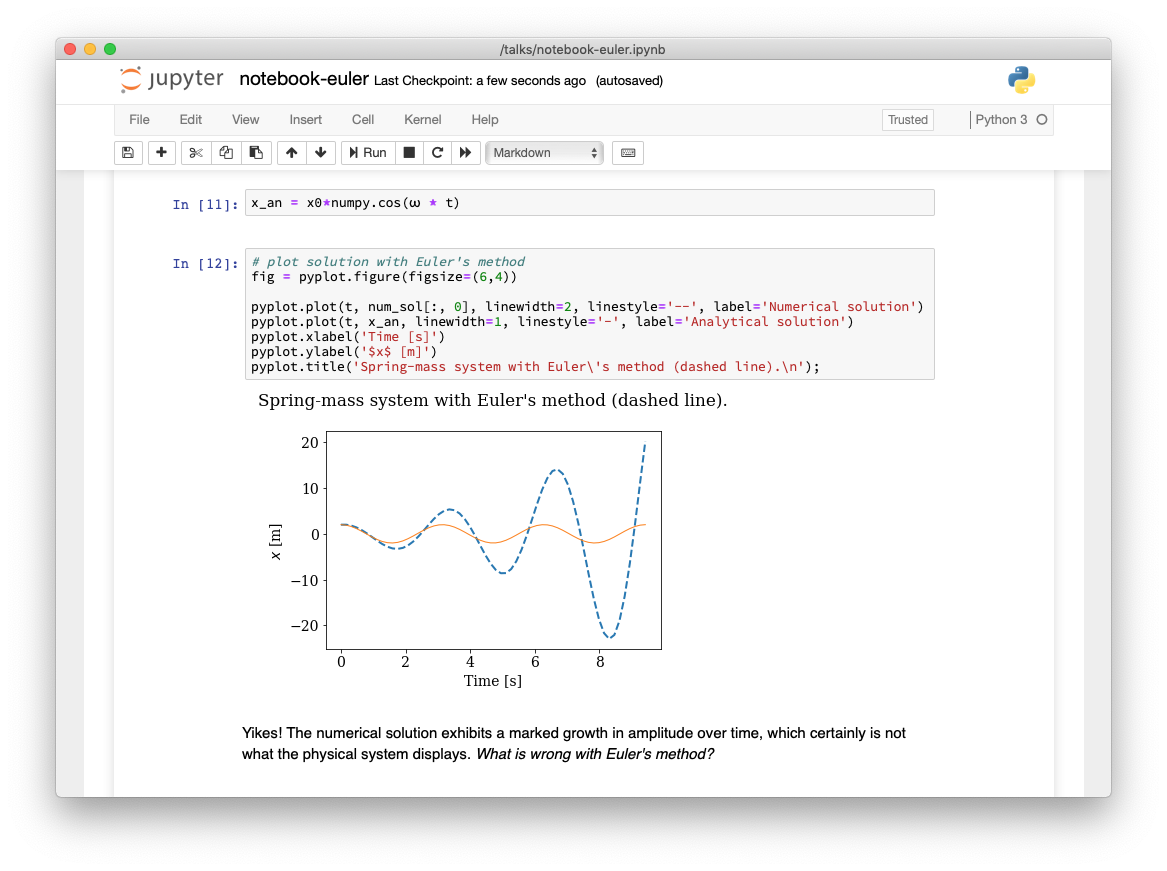 /talks/notebook-euler.ipynb
jupyter notebook-euler Last Checkpoint: a few seconds ago (autosaved)
File Edit View Insert Cell Kernel Help Trusted Python 3
Run Markdown
In [11]: x_an = x0*numpy.cos(ω * t)
In [12]: # plot solution with Euler's method
fig = pyplot.figure(figsize=(6,4))
pyplot.plot(t, num_sol[:, 0], linewidth=2, linestyle='--', label='Numerical solution')
pyplot.plot(t, x_an, linewidth=1, linestyle='-', label='Analytical solution')
pyplot.xlabel('Time [s]')
pyplot.ylabel('$x$ [m]')
pyplot.title('Spring-mass system with Euler\'s method (dashed line).\n');
Spring-mass system with Euler's method (dashed line).
20
10
0
−10
−20
x [m]
0 2 4 6 8
Time [s]
Yikes! The numerical solution exhibits a marked growth in amplitude over time, which certainly is not
what the physical system displays. What is wrong with Euler's method?